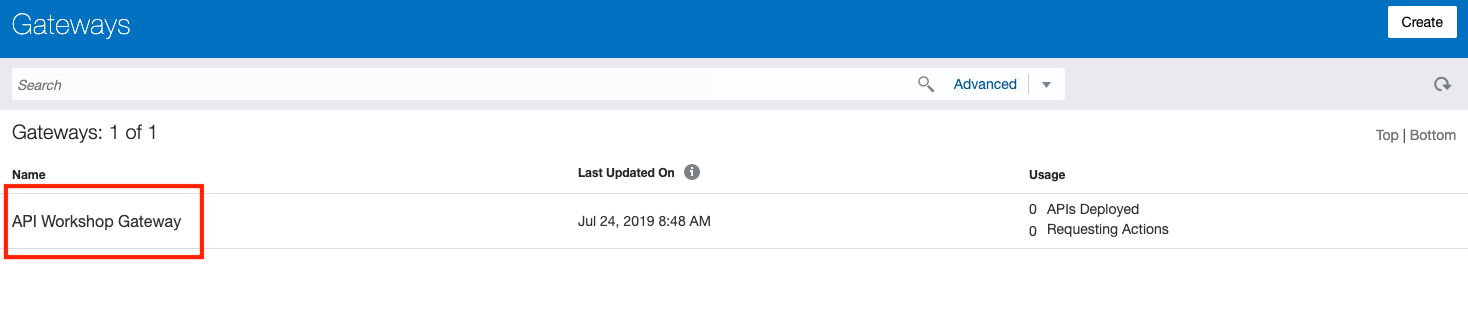 Gateways
Create
Search
Advanced
Gateways: 1 of 1
Top | Bottom
Name
Last Updated On
Usage
API Workshop Gateway
Jul 24, 2019 8:48 AM
0 APIs Deployed
0 Requesting Actions